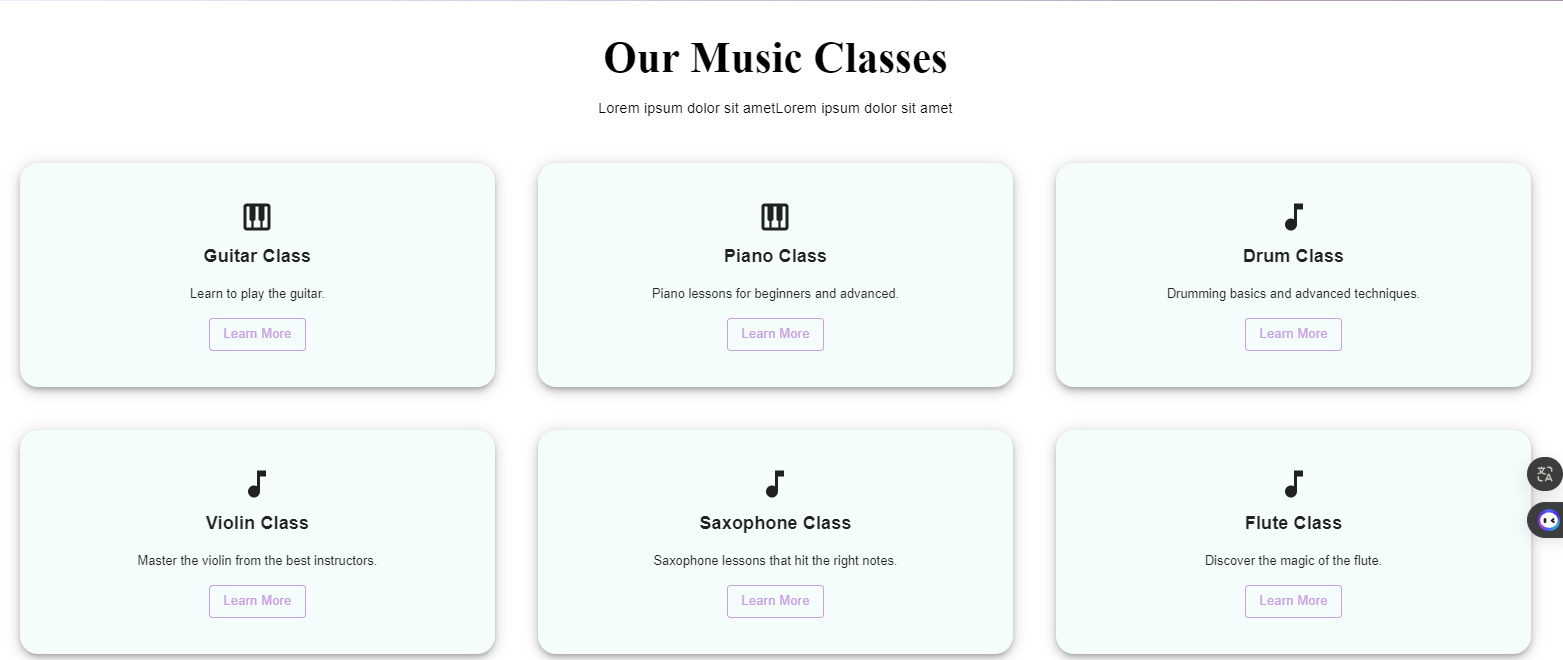 Our Music Classes
Lorem ipsum dolor sit ametLorem ipsum dolor sit amet
Guitar Class
Learn to play the guitar.
Learn More
Piano Class
Piano lessons for beginners and advanced.
Learn More
Drum Class
Drumming basics and advanced techniques.
Learn More
Violin Class
Master the violin from the best instructors.
Learn More
Saxophone Class
Saxophone lessons that hit the right notes.
Learn More
Flute Class
Discover the magic of the flute.
Learn More
文A